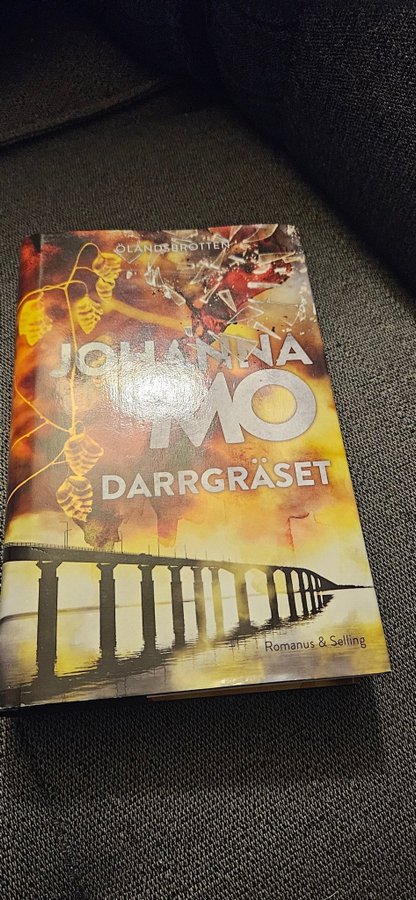 ÖLANDSBROTTEN
JOHANNA
MO
DARRGRÄSET
Romanus & Selling